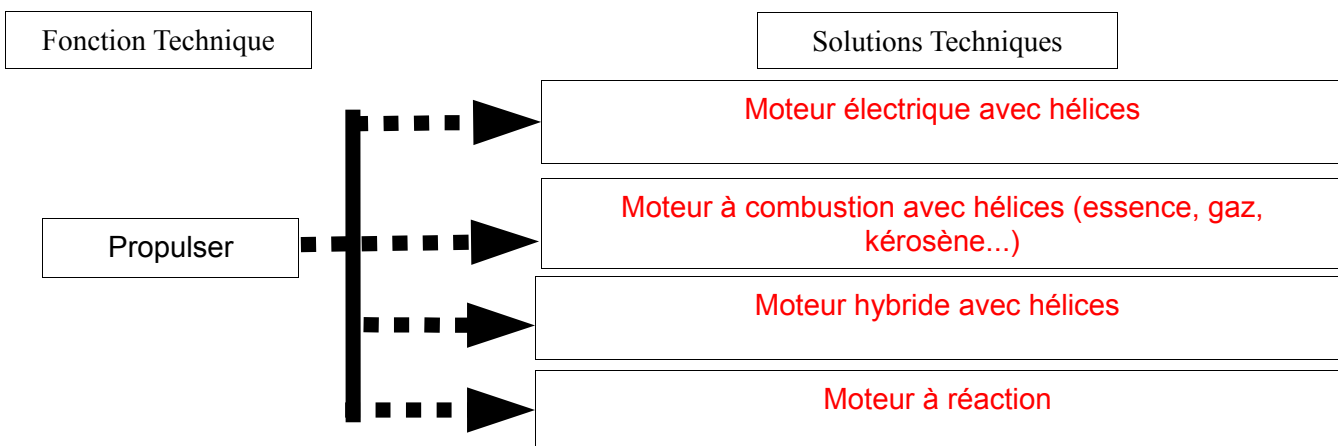 Fonction Technique
Solutions Techniques
Moteur électrique avec hélices
Moteur à combustion avec hélices (essence, gaz,
kérosène...)
Propulser
Moteur hybride avec hélices
Moteur à réaction